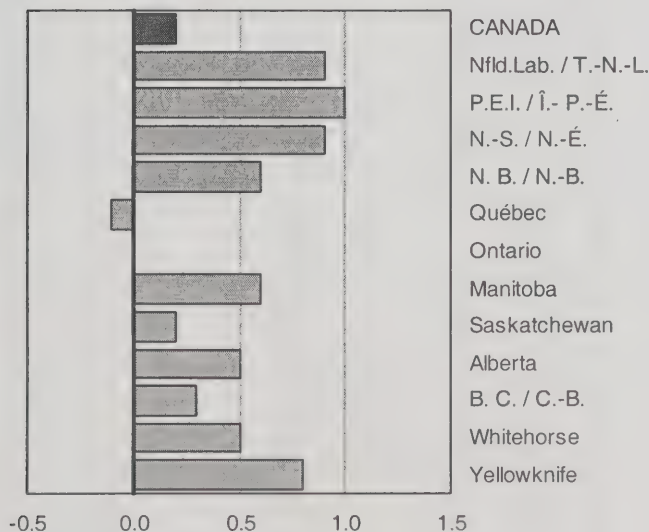 CANADA
Nfld.Lab. / T.-N.-L.
P.E.I. / Î.- P.-É.
N.-S. / N.-É.
N. B. / N.-B.
Québec
Ontario
Manitoba
Saskatchewan
Alberta
B. C. / C.-B.
Whitehorse
Yellowknife
-0.5 0.0 0.5 1.0 1.5